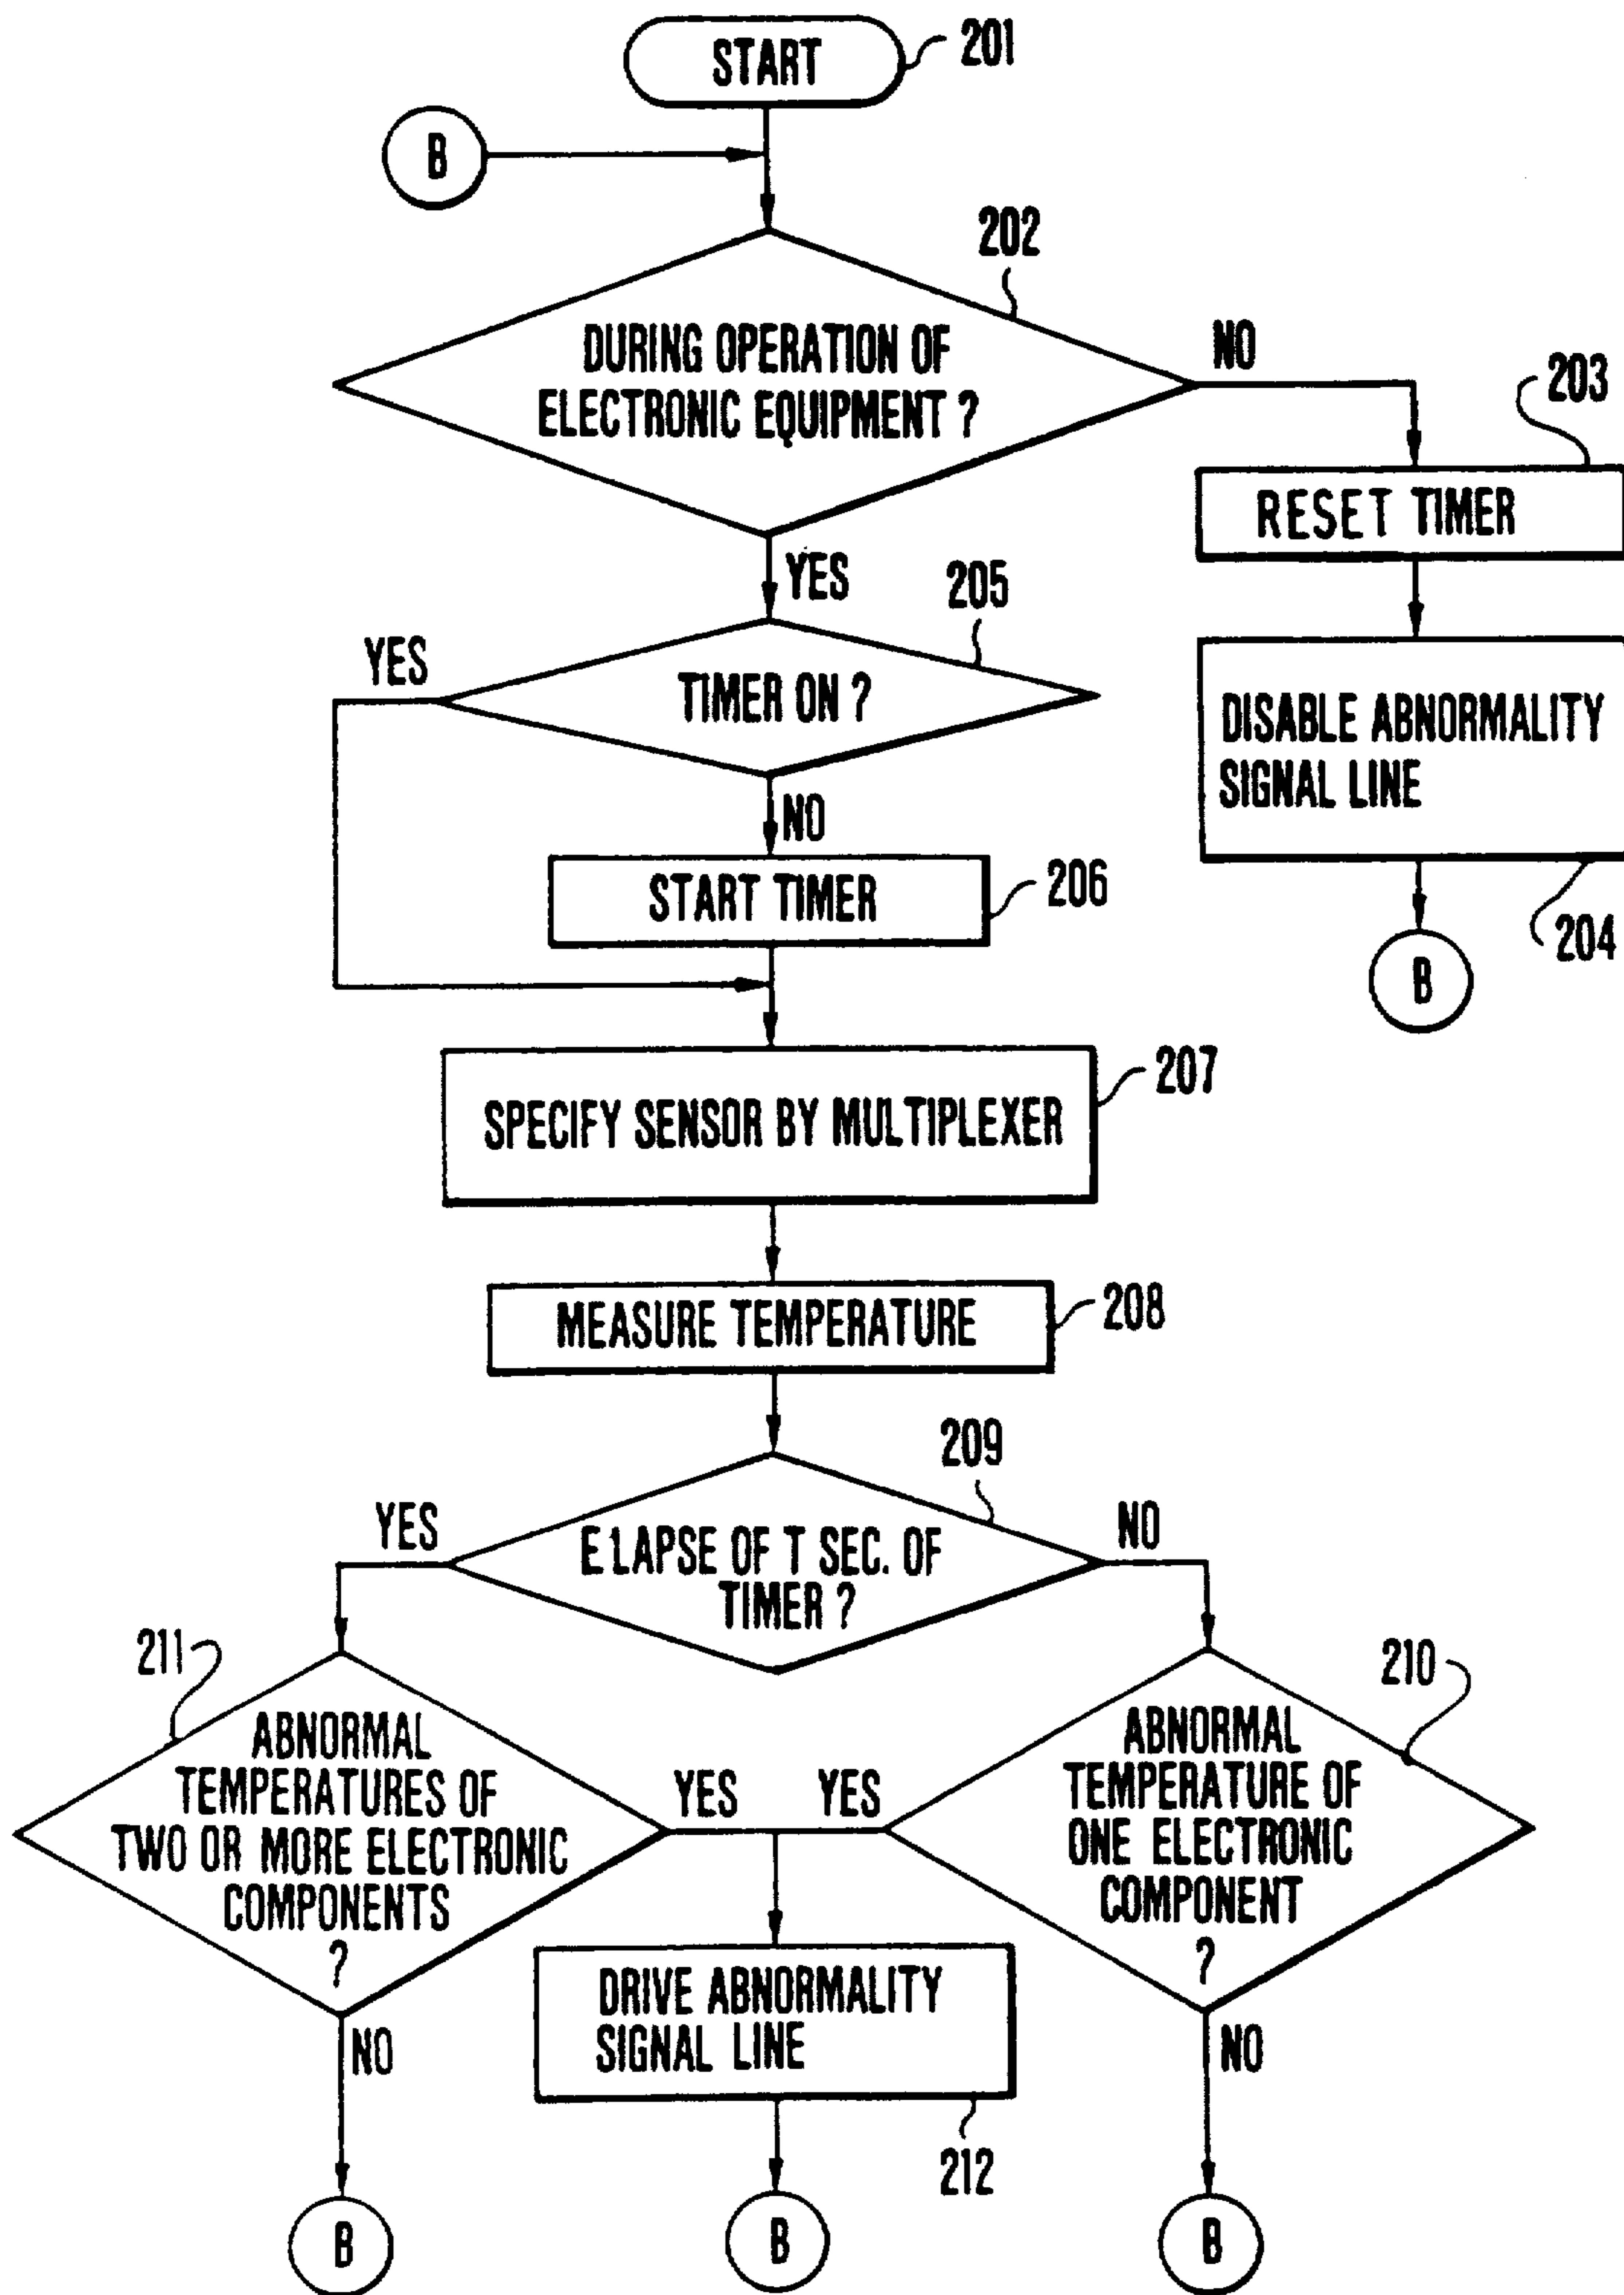 START
201
B
202
DURING OPERATION OF
ELECTRONIC EQUIPMENT ?
NO
203
RESET TIMER
YES
205
YES
TIMER ON ?
DISABLE ABNORMALITY
SIGNAL LINE
NO
START TIMER
206
204
B
207
SPECIFY SENSOR BY MULTIPLEXER
MEASURE TEMPERATURE
208
209
YES
NO
E LAPSE OF T SEC. OF
TIMER ?
211
210
ABNORMAL
TEMPERATURES OF
TWO OR MORE ELECTRONIC
COMPONENTS
?
YES
YES
ABNORMAL
TEMPERATURE OF
ONE ELECTRONIC
COMPONENT
?
DRIVE ABNORMALITY
SIGNAL LINE
NO
NO
212
B
B
B